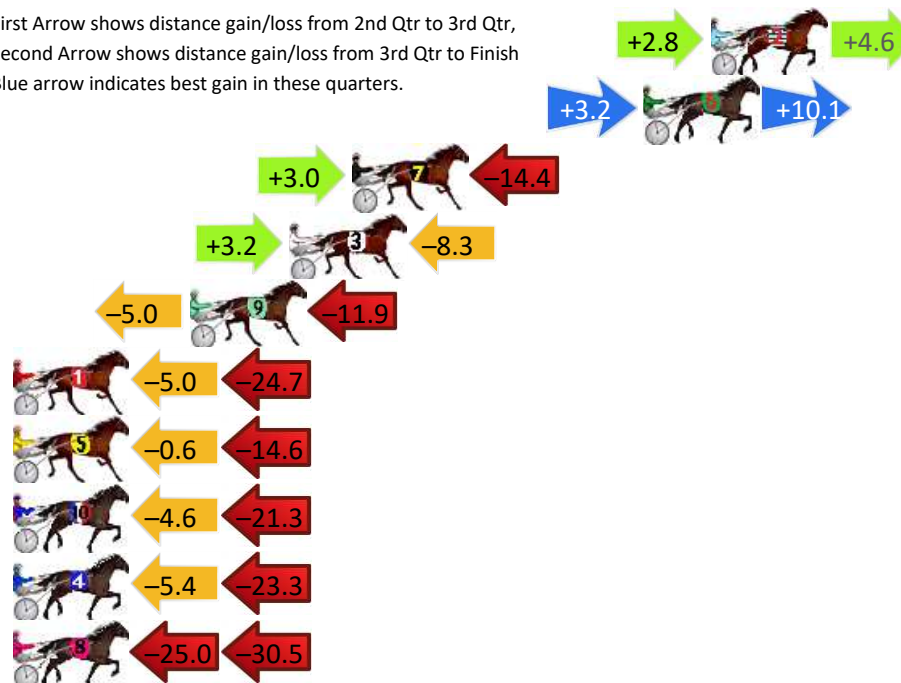 irst Arrow shows distance gain/loss from 2nd Qtr to 3rd Qtr,
econd Arrow shows distance gain/loss from 3rd Qtr to Finish
lue arrow indicates best gain in these quarters.
+2.8 +4.6
+3.2 6 +10.1
+3.0 7 –14.4
+3.2 3 –8.3
–5.0 9 –11.9
1 –5.0 –24.7
5 –0.6 –14.6
10 –4.6 –21.3
4 –5.4 –23.3
8 –25.0 –30.5